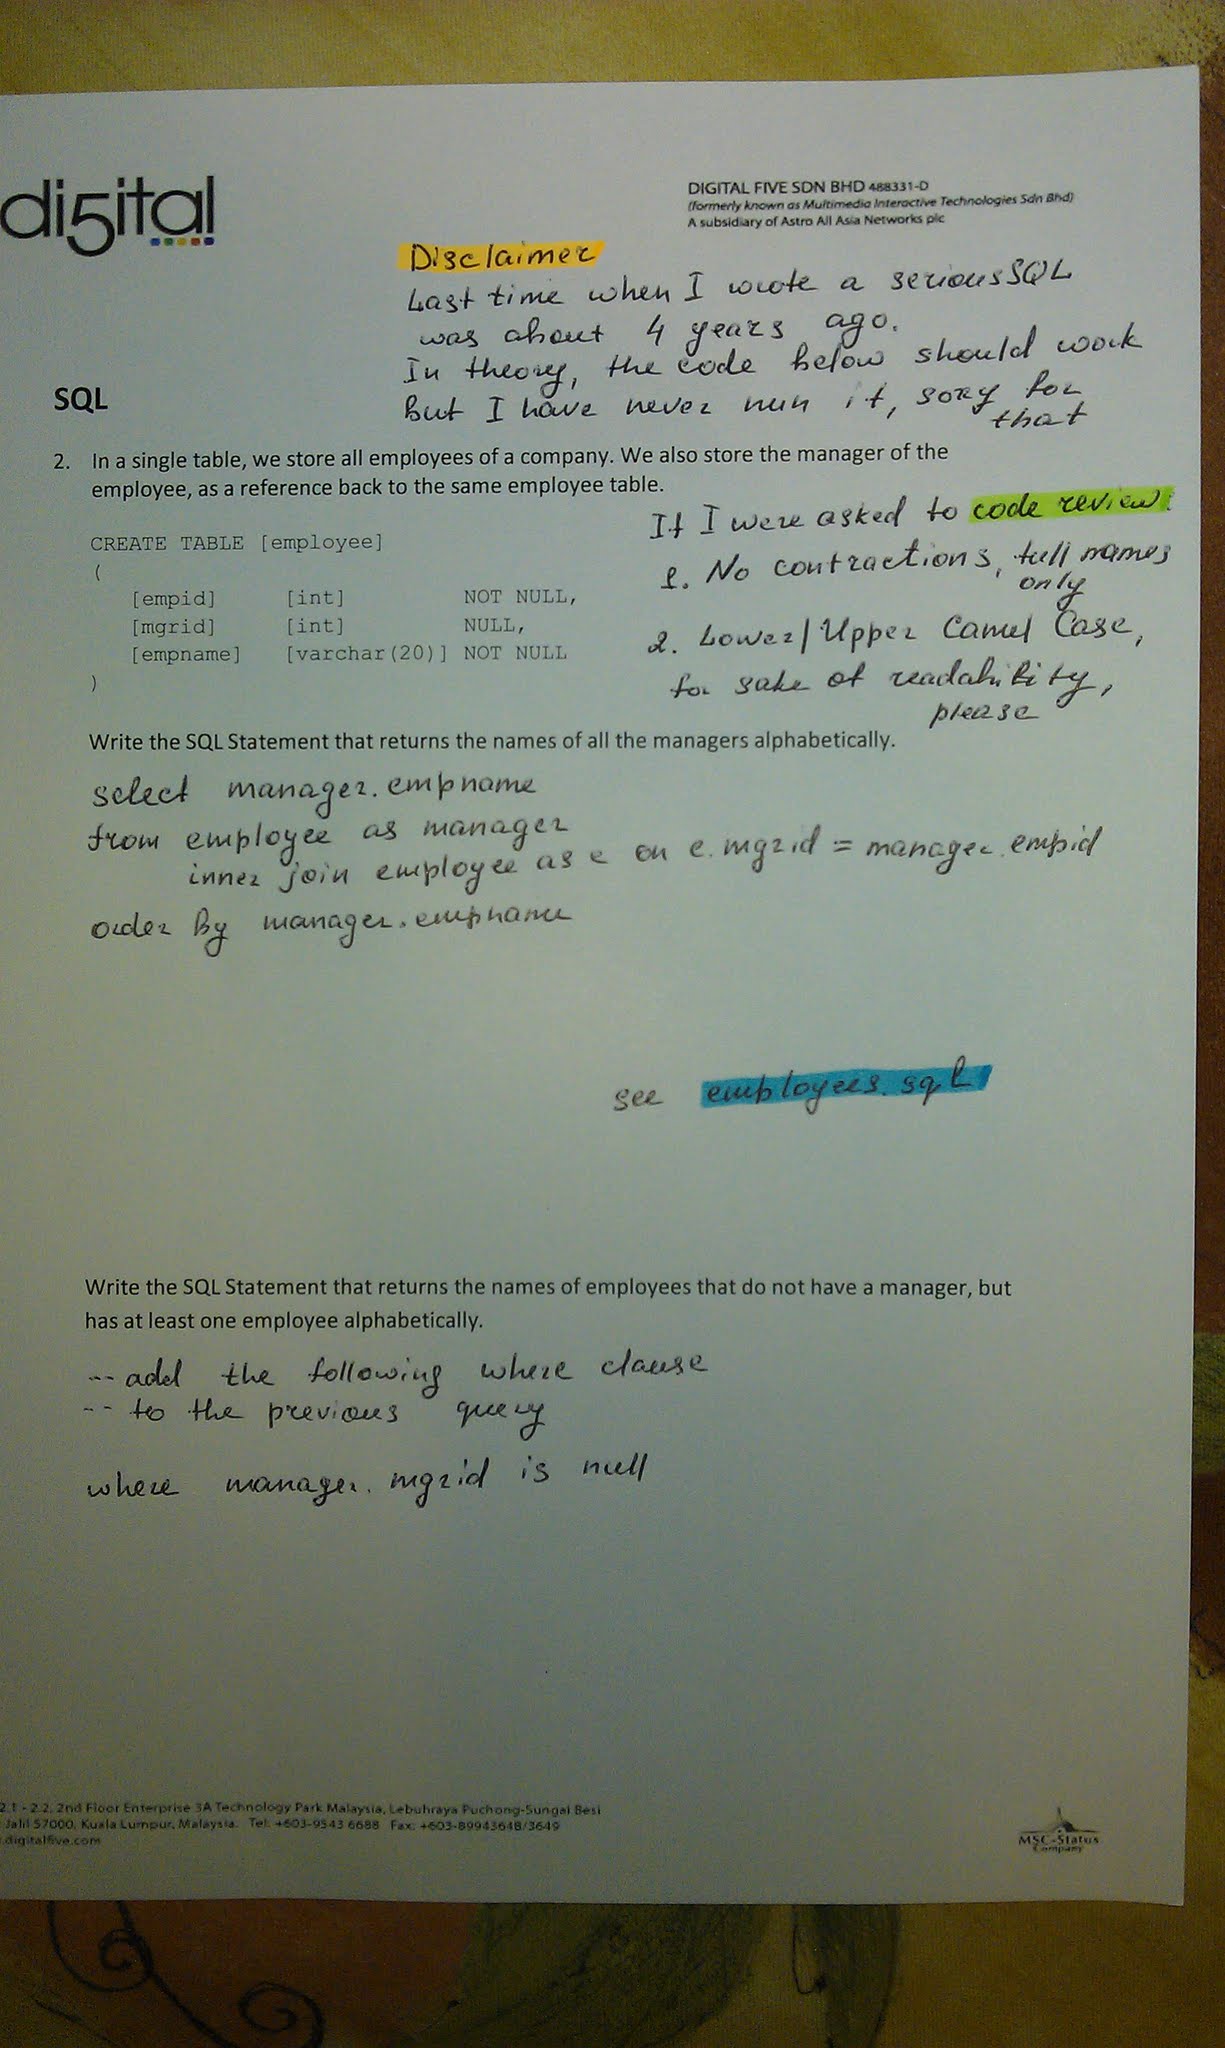 di5ital
DIGITAL FIVE SDN BHD 488331-D
(formerly known as Multimedia Interactive Technologies Sdn Bhd)
A subsidiary of Astro All Asia Networks plc
Disclaimer
Last time when I wrote a serious SQL
was about 4 years ago.
In theory, the code below should work
But I have never run it, sory for
that
SQL
2. In a single table, we store all employees of a company. We also store the manager of the
employee, as a reference back to the same employee table.
If I were asked to code review:
CREATE TABLE [employee]
(
[empid] [int] NOT NULL,
[mgrid] [int] NULL,
[empname] [varchar(20)] NOT NULL
)
1. No contractions, full names
only
2. Lower/Upper Camel Case,
for sake of readability,
please
Write the SQL Statement that returns the names of all the managers alphabetically.
select manager.empname
from employee as manager
inner join employee as e on e.mgrid = manager.empid
order by manager.empname
see employees.sql
Write the SQL Statement that returns the names of employees that do not have a manager, but
has at least one employee alphabetically.
-- add the following where clause
-- to the previous query
where manager.mgrid is null
2.1 - 2.2, 2nd Floor Enterprise 3A Technology Park Malaysia, Lebuhraya Puchong-Sungai Besi
Jalil 57000, Kuala Lumpur, Malaysia. Tel: +603-9543 6688 Fax: +603-89943648/3649
.digitalfive.com
MSC-Status
Company